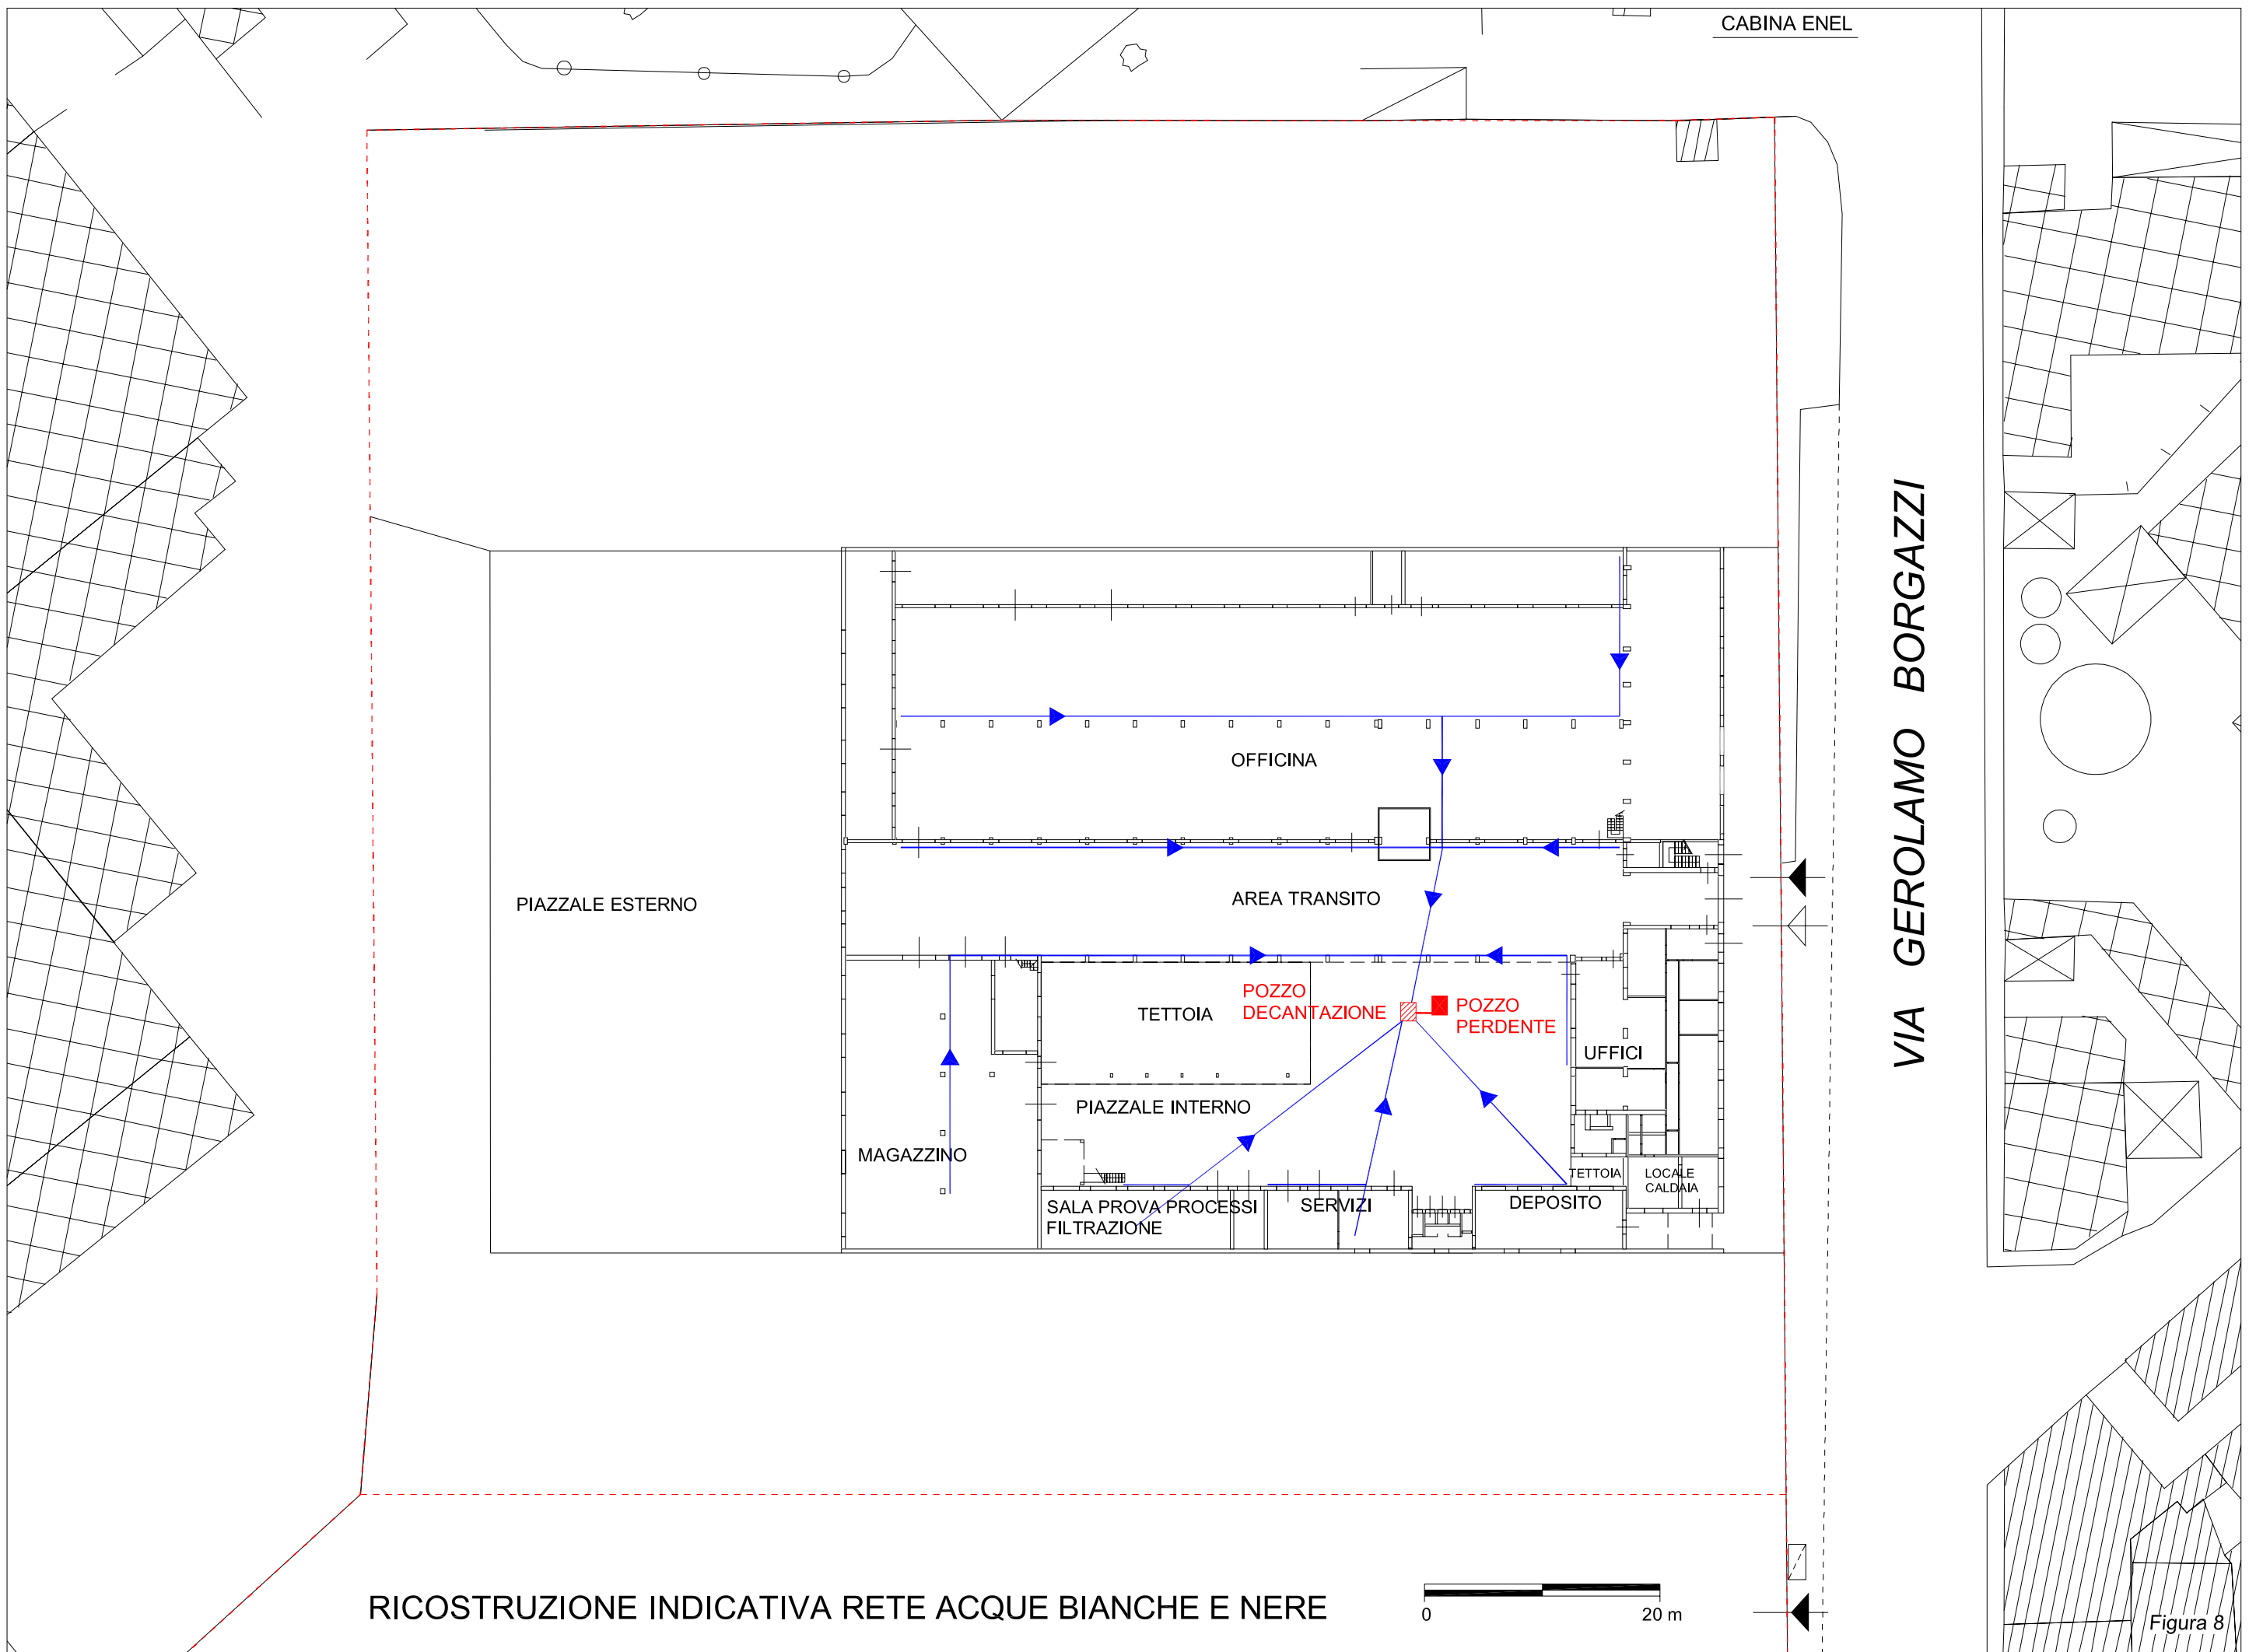 CABINA ENEL
VIA GEROLAMO BORGAZZI
OFFICINA
PIAZZALE ESTERNO
AREA TRANSITO
POZZO
DECANTAZIONE
POZZO
PERDENTE
TETTOIA
UFFICI
PIAZZALE INTERNO
MAGAZZINO
TETTOIA
LOCALE
CALDAIA
SALA PROVA PROCESSI
FILTRAZIONE
SERVIZI
DEPOSITO
RICOSTRUZIONE INDICATIVA RETE ACQUE BIANCHE E NERE
0
20 m
Figura 8